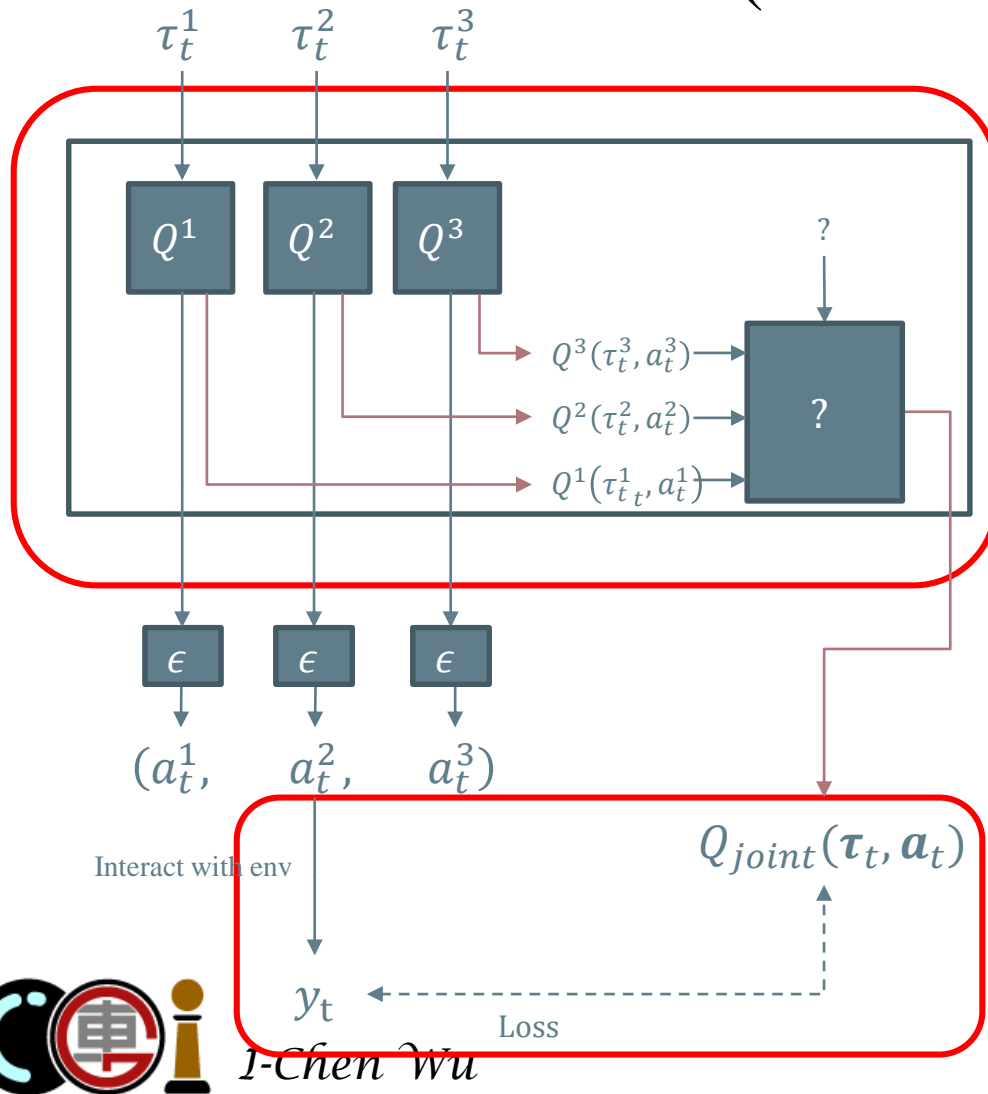 τ_t^1 τ_t^2 τ_t^3
Q^1 Q^2 Q^3
?
Q^3(τ_t^3, a_t^3)
Q^2(τ_t^2, a_t^2)
?
Q^1(τ_t^1_t, a_t^1)
ϵ ϵ ϵ
(a_t^1, a_t^2, a_t^3)
Q_joint(τ_t, a_t)
Interact with env
y_t
Loss
車
I-Chen Wu